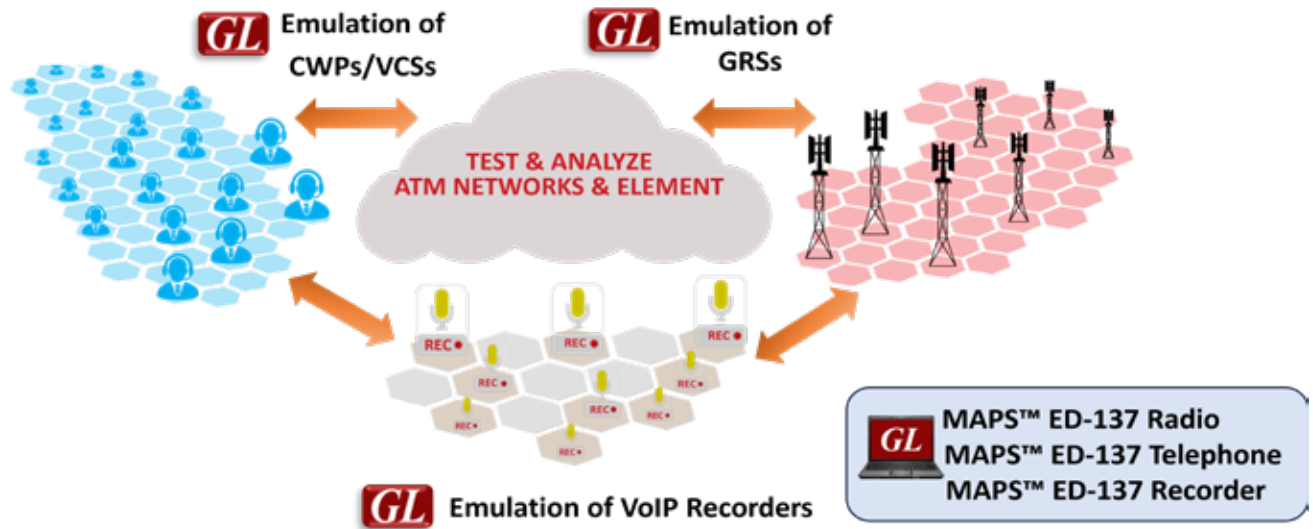 GL
Emulation of
CWPs/VCSs
GL
Emulation of
GRSs
TEST & ANALYZE
ATM NETWORKS & ELEMENT
REC
REC
REC
REC
REC
REC
REC
REC
REC
GL
MAPS™ ED-137 Radio
MAPS™ ED-137 Telephone
MAPS™ ED-137 Recorder
GL
Emulation of VoIP Recorders